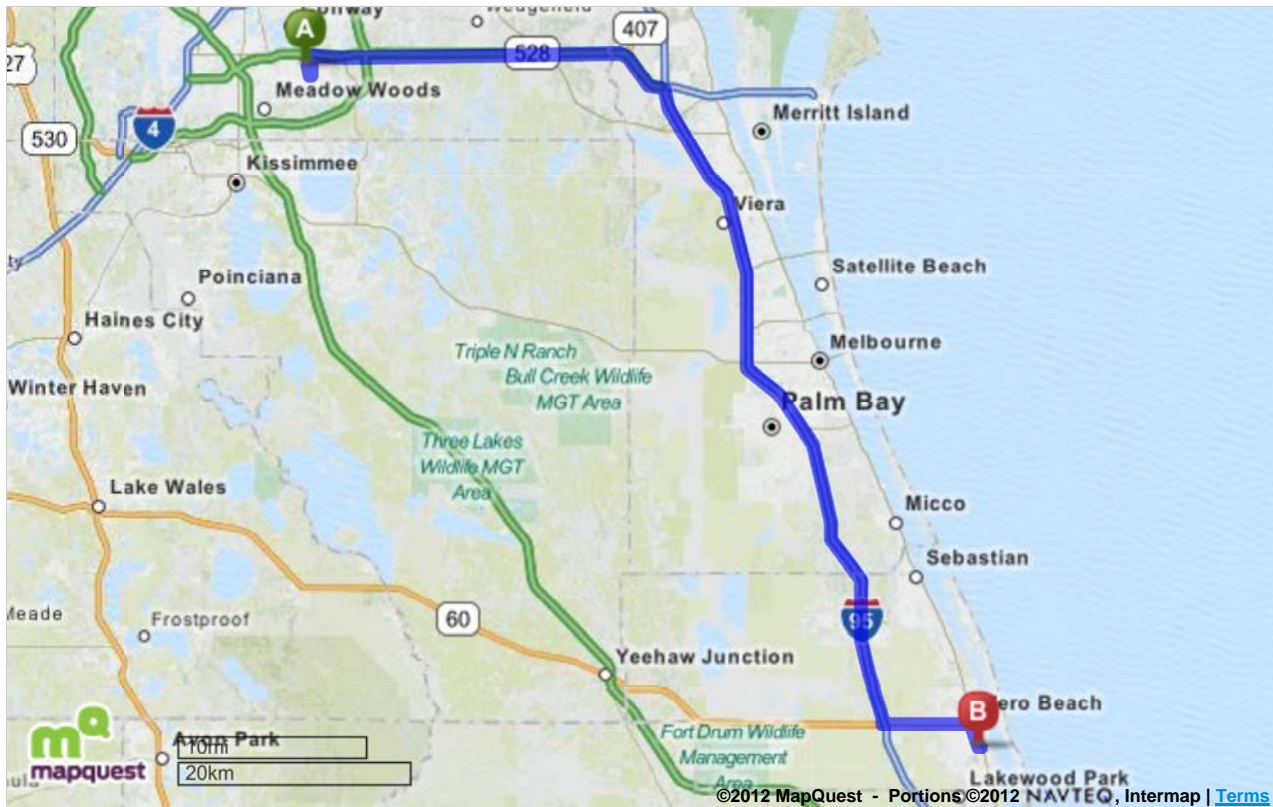 Conway
A
407
528
27
Meadow Woods
Merritt Island
4
530
Kissimmee
Viera
ty
Satellite Beach
Poinciana
Haines City
Melbourne
Triple N Ranch
Bull Creek Wildlife
MGT Area
Winter Haven
Palm Bay
Three Lakes
Wildlife MGT
Area
Lake Wales
Micco
Sebastian
Meade
Frostproof
60
95
Yeehaw Junction
B
ero Beach
Fort Drum Wildlife
Management
Area
mapquest
Avon Park
10mi
20km
Lakewood Park
©2012 MapQuest - Portions ©2012 NAVTEQ, Intermap | Terms